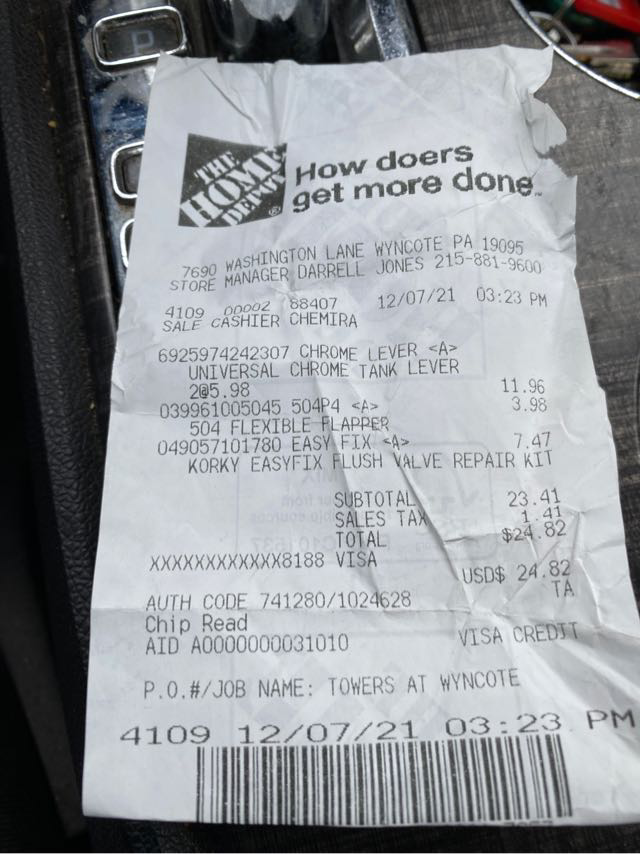 P
THE
HOME
DEPOT
®
How doers
get more done™
7690 WASHINGTON LANE WYNCOTE PA 19095
STORE MANAGER DARRELL JONES 215-881-9600
4109 00002 88407 12/07/21 03:23 PM
SALE CASHIER CHEMIRA
6925974242307 CHROME LEVER <A>
UNIVERSAL CHROME TANK LEVER
2@5.98 11.96
039961005045 504P4 <A> 3.98
504 FLEXIBLE FLAPPER
049057101780 EASY FIX <A> 7.47
KORKY EASYFIX FLUSH VALVE REPAIR KIT
SUBTOTAL 23.41
SALES TAX 1.41
TOTAL $24.82
XXXXXXXXXXXX8188 VISA
USD$ 24.82
AUTH CODE 741280/1024628 TA
Chip Read
AID A0000000031010 VISA CREDIT
P.O.#/JOB NAME: TOWERS AT WYNCOTE
4109 12/07/21 03:23 PM